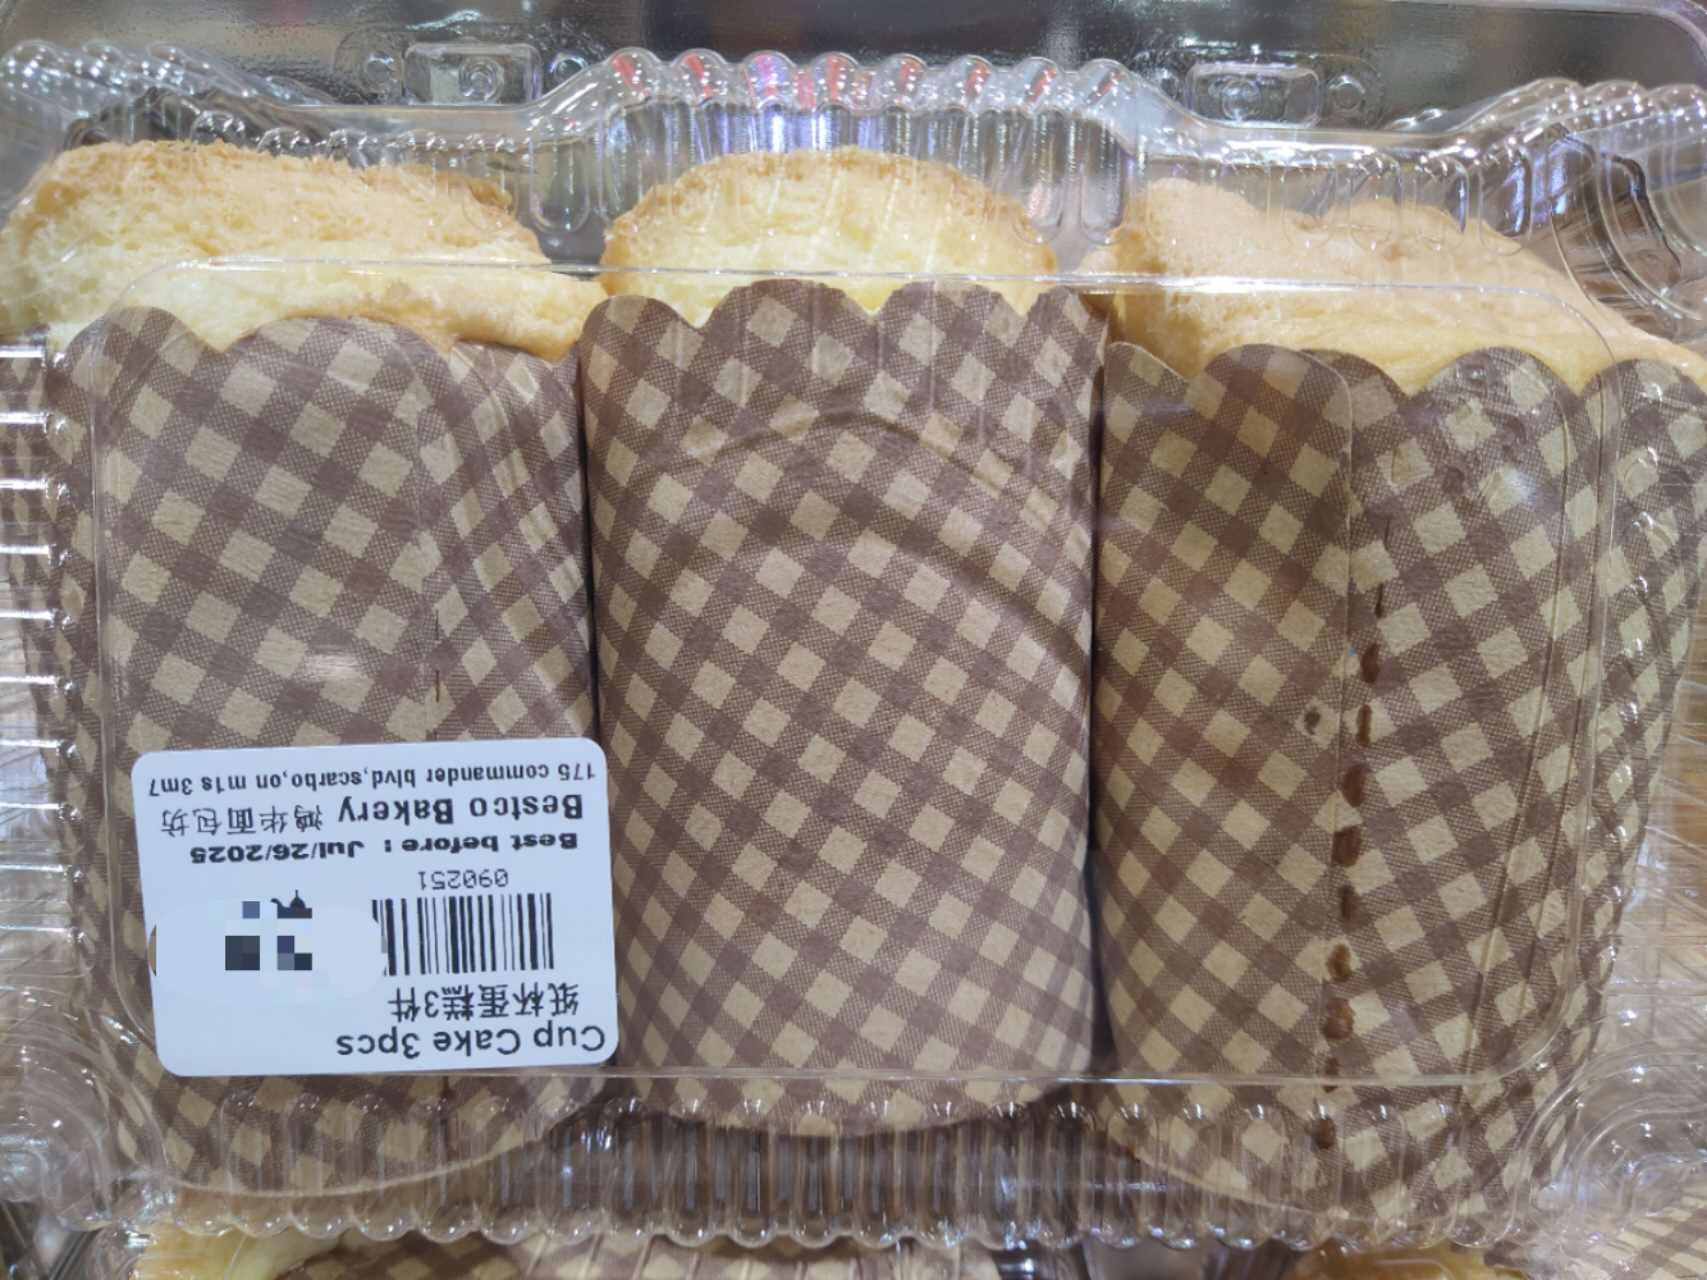 Cup Cake 3pcs
纸杯蛋糕3件
090251
Best before : Jul/26/2025
Bestco Bakery 鸿华面包坊
175 commander blvd,scarbo,on m1s,3m7